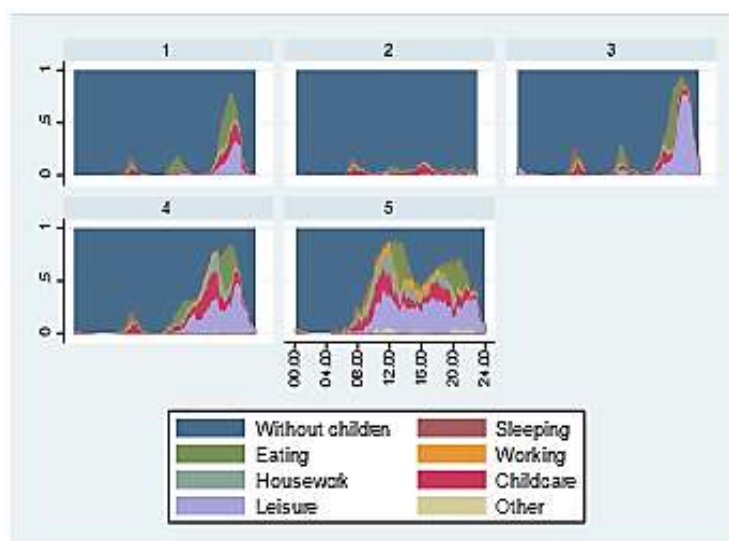 1 2 3
0 .5 1
4 5
0 .5 1
00.00 04.00 08.00 12.00 16.00 20.00 24.00
Without children Sleeping
Eating Working
Housework Childcare
Leisure Other